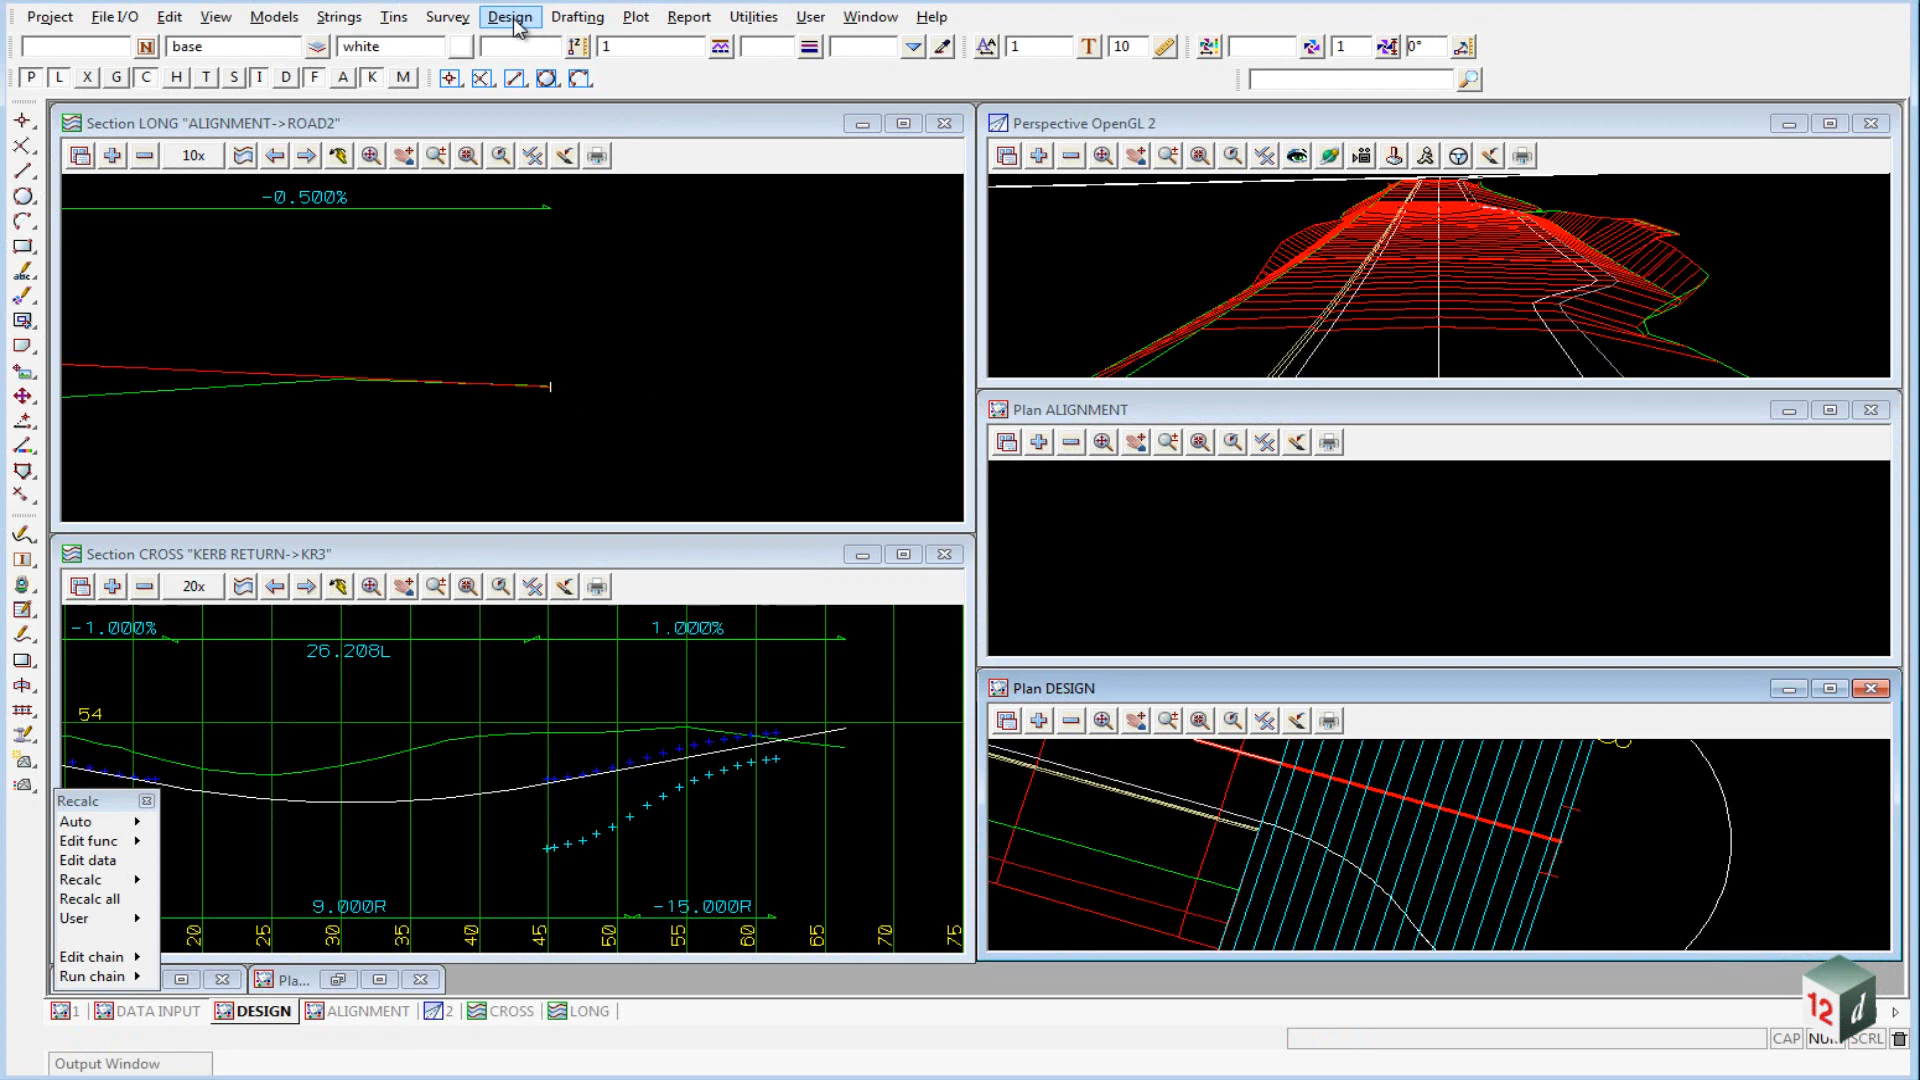 Project File I/O Edit View Models Strings Tins Survey Design Drafting Plot Report Utilities User Window Help
N base white 1 T 1 10 1 0°
P L X G C H T S I D F A K M
Section LONG "ALIGNMENT->ROAD2"
10x
-0.500%
Perspective OpenGL 2
Plan ALIGNMENT
Section CROSS "KERB RETURN->KR3"
20x
-1.000% 1.000%
26.208L
54
9.000R -15.000R
20 25 30 35 40 45 50 55 60 65 70 75
Plan DESIGN
Recalc
Auto
Edit func
Edit data
Recalc
Recalc all
User
Edit chain
Run chain
Pla...
1 DATA INPUT DESIGN ALIGNMENT 2 CROSS LONG
12 d
CAP NUM SCRL
Output Window